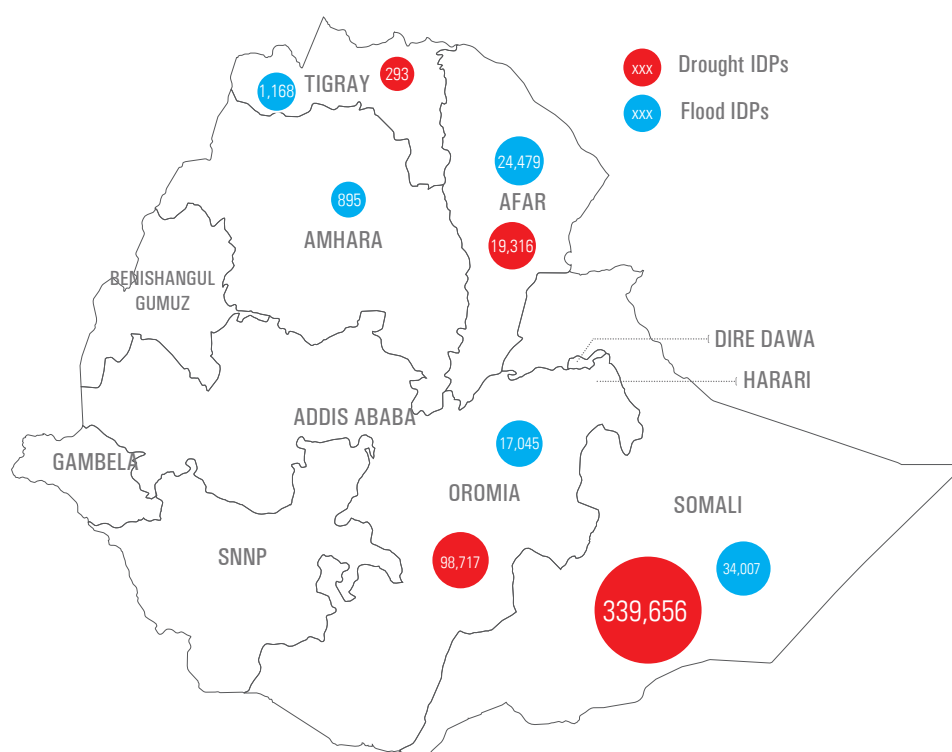 xxx Drought IDPs
xxx Flood IDPs
293
1,168
TIGRAY
24,479
895
AFAR
AMHARA
19,316
BENISHANGUL
GUMUZ
DIRE DAWA
HARARI
ADDIS ABABA
17,045
GAMBELA
OROMIA
SOMALI
SNNP
98,717
34,007
339,656